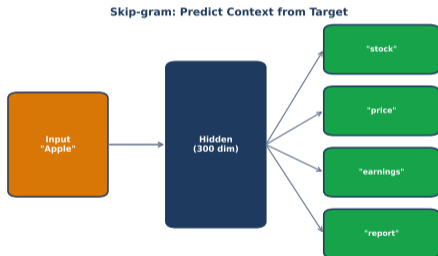 Skip-gram: Predict Context from Target
Input
"Apple"
Hidden
(300 dim)
"stock"
"price"
"earnings"
"report"